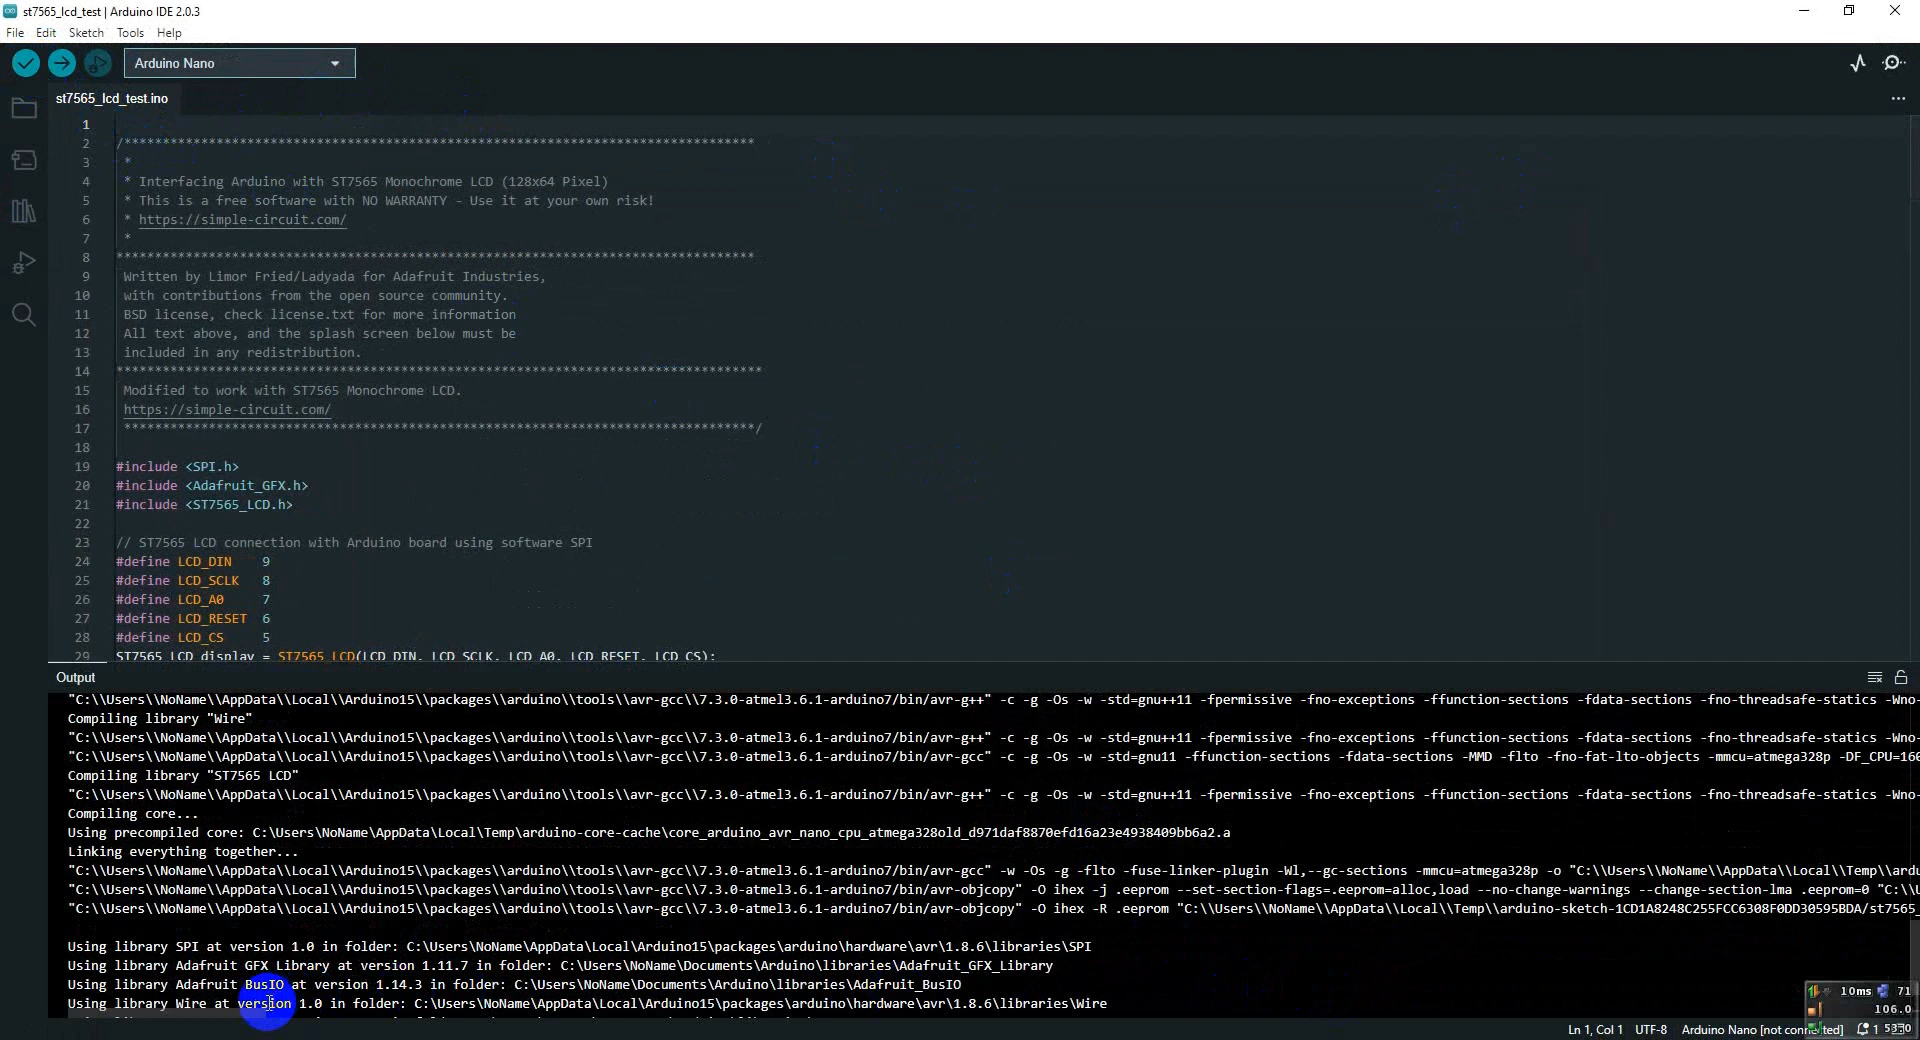 st7565_lcd_test | Arduino IDE 2.0.3
File Edit Sketch Tools Help
Arduino Nano
st7565_lcd_test.ino
1
2 /**********************************************************************************
3 *
4 * Interfacing Arduino with ST7565 Monochrome LCD (128x64 Pixel)
5 * This is a free software with NO WARRANTY - Use it at your own risk!
6 * https://simple-circuit.com/
7 *
8 ***********************************************************************************
9 Written by Limor Fried/Ladyada for Adafruit Industries,
10 with contributions from the open source community.
11 BSD license, check license.txt for more information
12 All text above, and the splash screen below must be
13 included in any redistribution.
14 ************************************************************************************
15 Modified to work with ST7565 Monochrome LCD.
16 https://simple-circuit.com/
17 **********************************************************************************/
18
19 #include <SPI.h>
20 #include <Adafruit_GFX.h>
21 #include <ST7565_LCD.h>
22
23 // ST7565 LCD connection with Arduino board using software SPI
24 #define LCD_DIN 9
25 #define LCD_SCLK 8
26 #define LCD_A0 7
27 #define LCD_RESET 6
28 #define LCD_CS 5
29 ST7565_LCD display = ST7565_LCD(LCD_DIN, LCD_SCLK, LCD_A0, LCD_RESET, LCD_CS);
Output
"C:\\Users\\NoName\\AppData\\Local\\Arduino15\\packages\\arduino\\tools\\avr-gcc\\7.3.0-atmel3.6.1-arduino7/bin/avr-g++" -c -g -Os -w -std=gnu++11 -fpermissive -fno-exceptions -ffunction-sections -fdata-sections -fno-threadsafe-statics -Wno-
Compiling library "Wire"
"C:\\Users\\NoName\\AppData\\Local\\Arduino15\\packages\\arduino\\tools\\avr-gcc\\7.3.0-atmel3.6.1-arduino7/bin/avr-g++" -c -g -Os -w -std=gnu++11 -fpermissive -fno-exceptions -ffunction-sections -fdata-sections -fno-threadsafe-statics -Wno-
"C:\\Users\\NoName\\AppData\\Local\\Arduino15\\packages\\arduino\\tools\\avr-gcc\\7.3.0-atmel3.6.1-arduino7/bin/avr-gcc" -c -g -Os -w -std=gnu11 -ffunction-sections -fdata-sections -MMD -flto -fno-fat-lto-objects -mmcu=atmega328p -DF_CPU=160
Compiling library "ST7565 LCD"
"C:\\Users\\NoName\\AppData\\Local\\Arduino15\\packages\\arduino\\tools\\avr-gcc\\7.3.0-atmel3.6.1-arduino7/bin/avr-g++" -c -g -Os -w -std=gnu++11 -fpermissive -fno-exceptions -ffunction-sections -fdata-sections -fno-threadsafe-statics -Wno-
Compiling core...
Using precompiled core: C:\Users\NoName\AppData\Local\Temp\arduino-core-cache\core_arduino_avr_nano_cpu_atmega328old_d971daf8870efd16a23e4938409bb6a2.a
Linking everything together...
"C:\\Users\\NoName\\AppData\\Local\\Arduino15\\packages\\arduino\\tools\\avr-gcc\\7.3.0-atmel3.6.1-arduino7/bin/avr-gcc" -w -Os -g -flto -fuse-linker-plugin -Wl,--gc-sections -mmcu=atmega328p -o "C:\\Users\\NoName\\AppData\\Local\\Temp\\ardu
"C:\\Users\\NoName\\AppData\\Local\\Arduino15\\packages\\arduino\\tools\\avr-gcc\\7.3.0-atmel3.6.1-arduino7/bin/avr-objcopy" -O ihex -j .eeprom --set-section-flags=.eeprom=alloc,load --no-change-warnings --change-section-lma .eeprom=0 "C:\\U
"C:\\Users\\NoName\\AppData\\Local\\Arduino15\\packages\\arduino\\tools\\avr-gcc\\7.3.0-atmel3.6.1-arduino7/bin/avr-objcopy" -O ihex -R .eeprom "C:\\Users\\NoName\\AppData\\Local\\Temp\\arduino-sketch-1CD1A8248C255FCC6308F0DD30595BDA/st7565_
Using library SPI at version 1.0 in folder: C:\Users\NoName\AppData\Local\Arduino15\packages\arduino\hardware\avr\1.8.6\libraries\SPI
Using library Adafruit GFX Library at version 1.11.7 in folder: C:\Users\NoName\Documents\Arduino\libraries\Adafruit_GFX_Library
Using library Adafruit BusIO at version 1.14.3 in folder: C:\Users\NoName\Documents\Arduino\libraries\Adafruit_BusIO
Using library Wire at version 1.0 in folder: C:\Users\NoName\AppData\Local\Arduino15\packages\arduino\hardware\avr\1.8.6\libraries\Wire
10ms 71
106.0
Ln 1, Col 1 UTF-8 Arduino Nano [not connected] 1